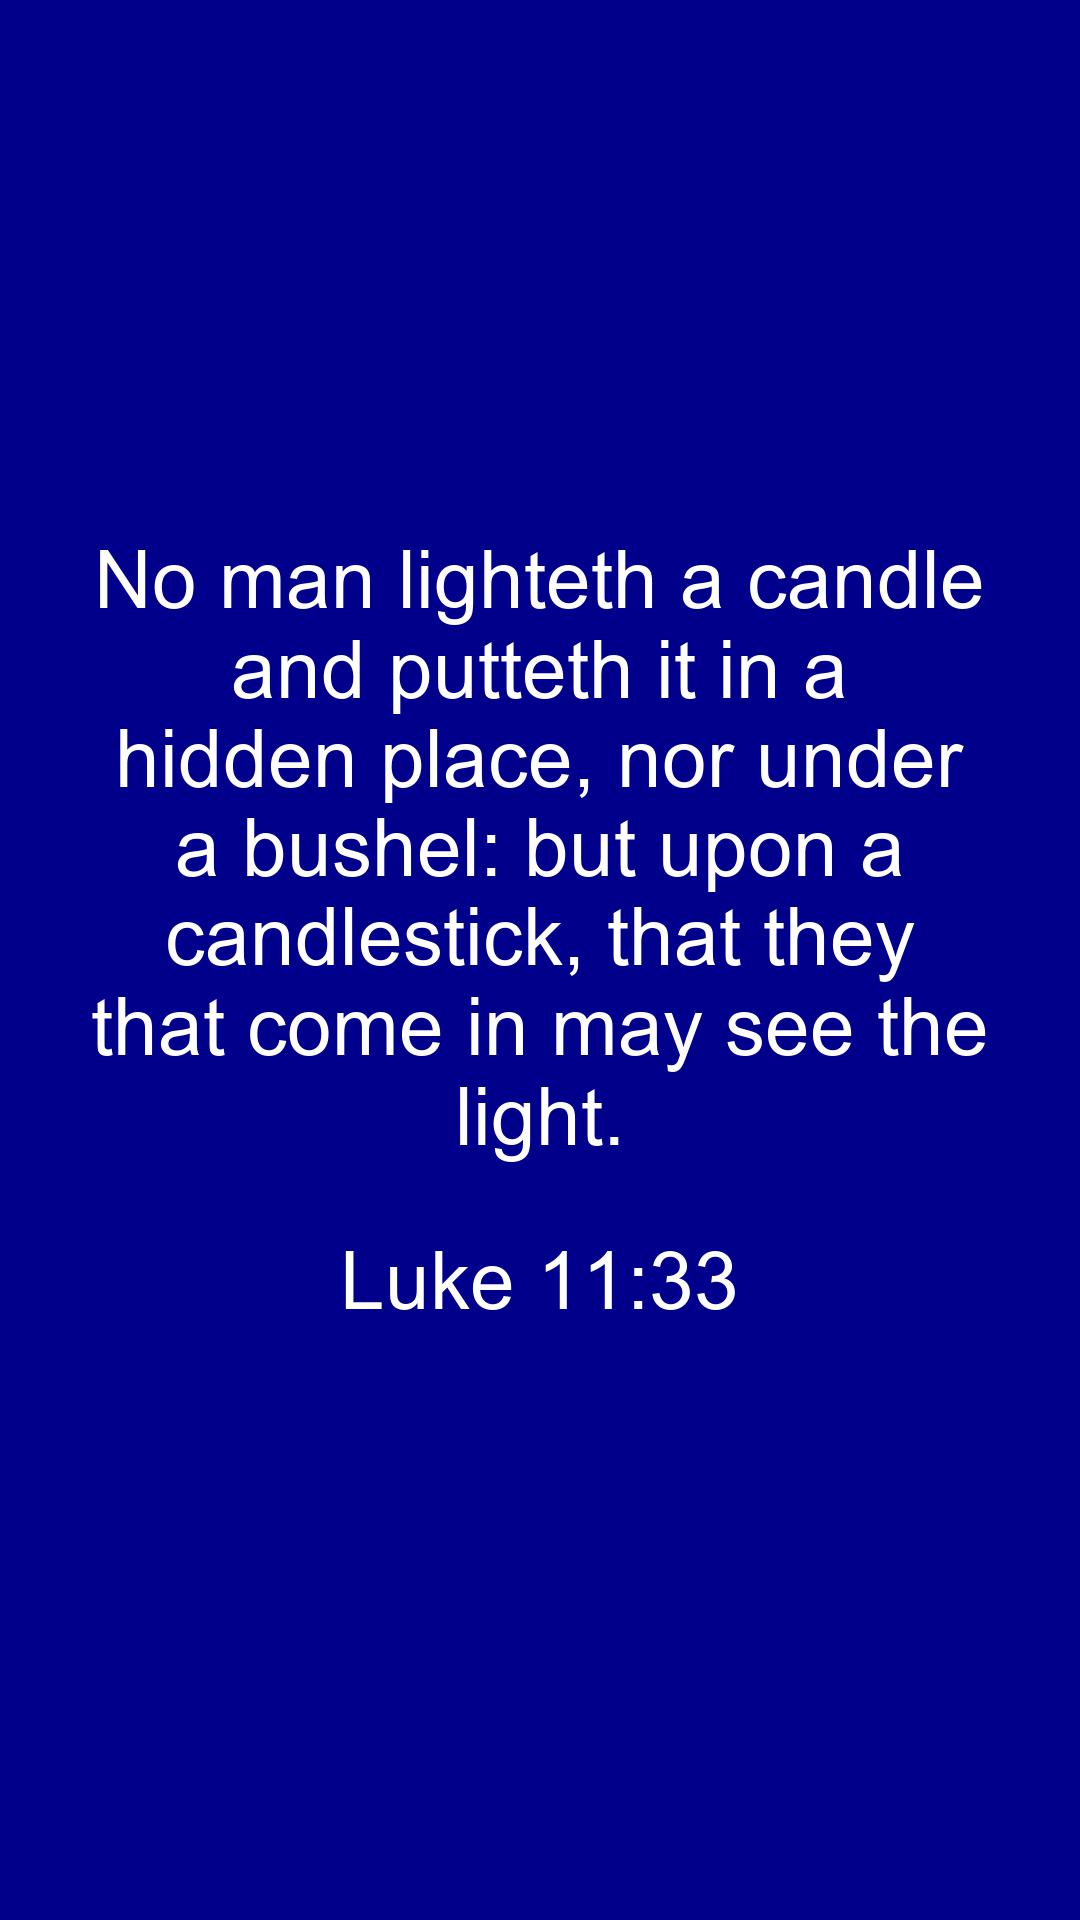 No man lighteth a candle
and putteth it in a
hidden place, nor under
a bushel: but upon a
candlestick, that they
that come in may see the
light.
Luke 11:33